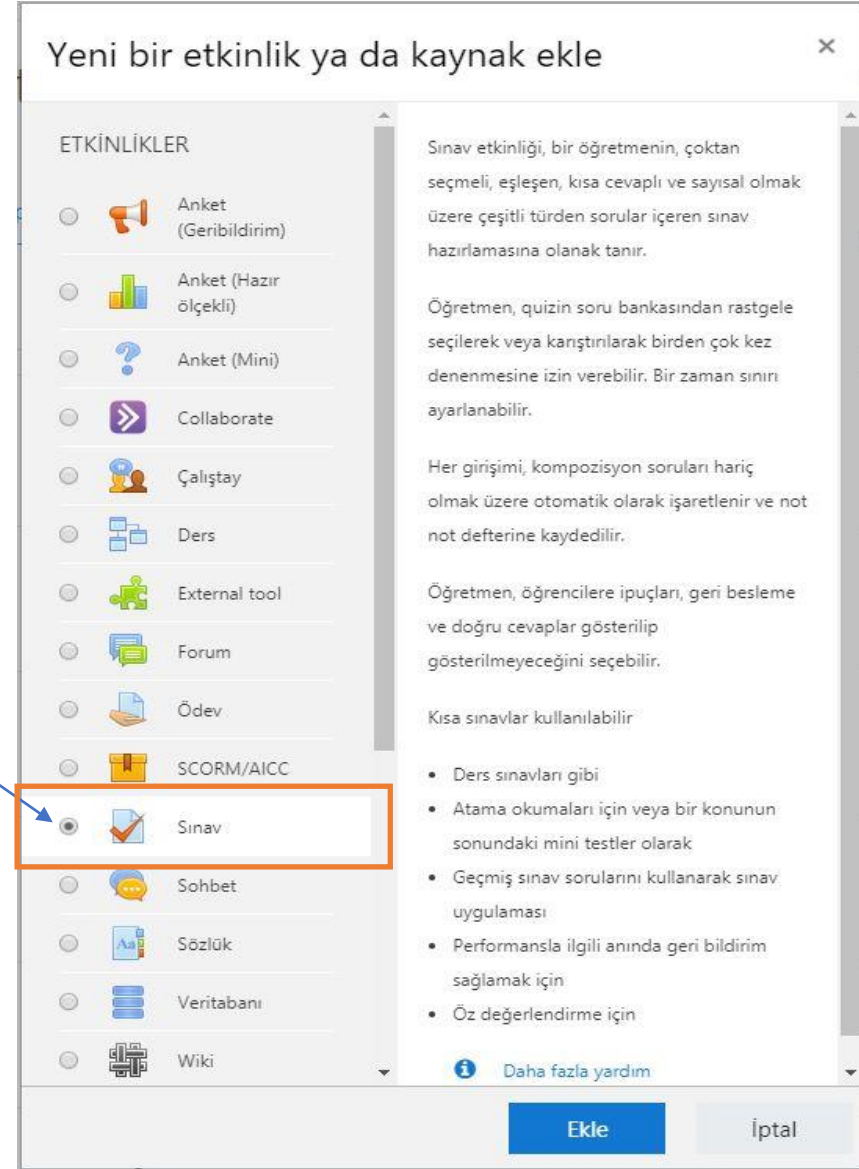 Yeni bir etkinlik ya da kaynak ekle
×
ETKİNLİKLER
Anket
(Geribildirim)
Anket (Hazır
ölçekli)
Anket (Mini)
Collaborate
Çalıştay
Ders
External tool
Forum
Ödev
SCORM/AICC
Sınav
Sohbet
Sözlük
Veritabanı
Wiki
Sınav etkinliği, bir öğretmenin, çoktan
seçmeli, eşleşen, kısa cevaplı ve sayısal olmak
üzere çeşitli türden sorular içeren sınav
hazırlamasına olanak tanır.
Öğretmen, quizin soru bankasından rastgele
seçilerek veya karıştırılarak birden çok kez
denenmesine izin verebilir. Bir zaman sınırı
ayarlanabilir.
Her girişimi, kompozisyon soruları hariç
olmak üzere otomatik olarak işaretlenir ve not
not defterine kaydedilir.
Öğretmen, öğrencilere ipuçları, geri besleme
ve doğru cevaplar gösterilip
gösterilmeyeceğini seçebilir.
Kısa sınavlar kullanılabilir
• Ders sınavları gibi
• Atama okumaları için veya bir konunun
sonundaki mini testler olarak
• Geçmiş sınav sorularını kullanarak sınav
uygulaması
• Performansla ilgili anında geri bildirim
sağlamak için
• Öz değerlendirme için
Daha fazla yardım
Ekle
İptal